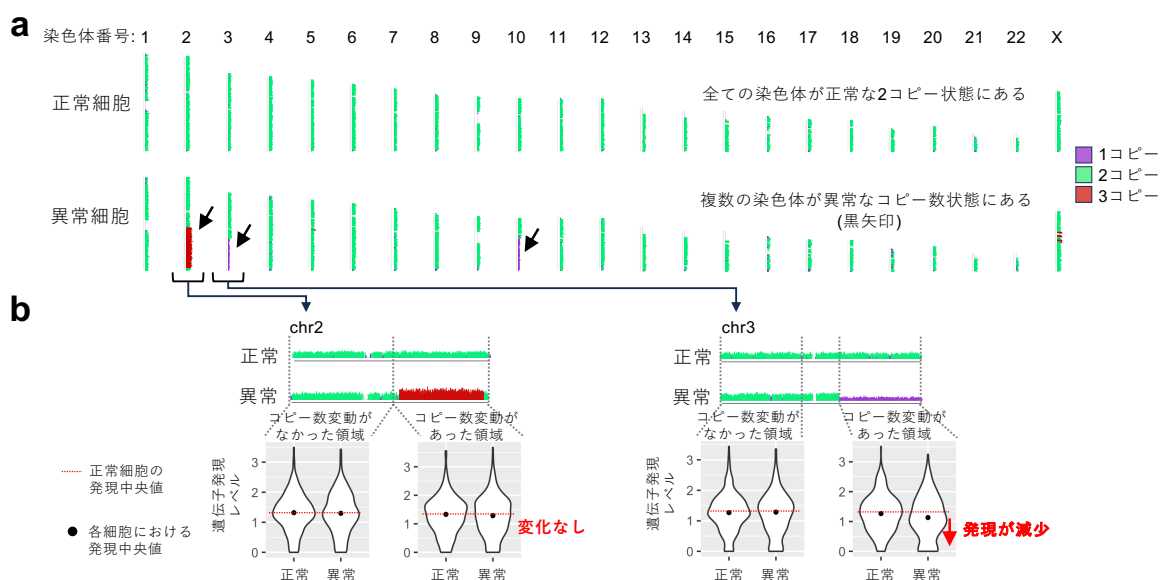 a
染色体番号: 1 2 3 4 5 6 7 8 9 10 11 12 13 14 15 16 17 18 19 20 21 22 X
正常細胞
全ての染色体が正常な2コピー状態にある
1コピー
2コピー
3コピー
異常細胞
複数の染色体が異常なコピー数状態にある
(黒矢印)
b
chr2
正常
異常
コピー数変動が
なかった領域
コピー数変動が
あった領域
chr3
正常
異常
コピー数変動が
なかった領域
コピー数変動が
あった領域
正常細胞の
発現中央値
各細胞における
発現中央値
遺伝子発現
レベル
3
2
1
0
正常 異常
3
2
1
0
正常 異常
変化なし
遺伝子発現
レベル
3
2
1
0
正常 異常
3
2
1
0
正常 異常
発現が減少